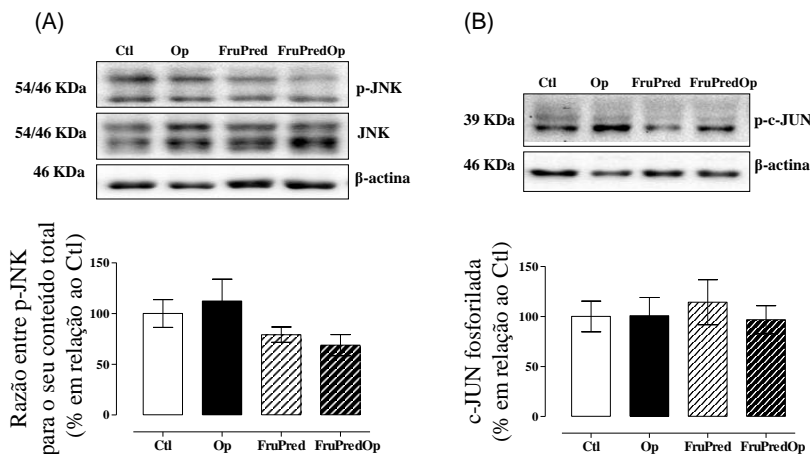 (A)
Ctl Op FruPred FruPredOp
54/46 KDa p-JNK
54/46 KDa JNK
46 KDa β-actina
Razão entre p-JNK
para o seu conteúdo total
(% em relação ao Ctl)
150
100
50
0
Ctl Op FruPred FruPredOp
(B)
Ctl Op FruPred FruPredOp
39 KDa p-c-JUN
46 KDa β-actina
c-JUN fosforilada
(% em relação ao Ctl)
150
100
50
0
Ctl Op FruPred FruPredOp